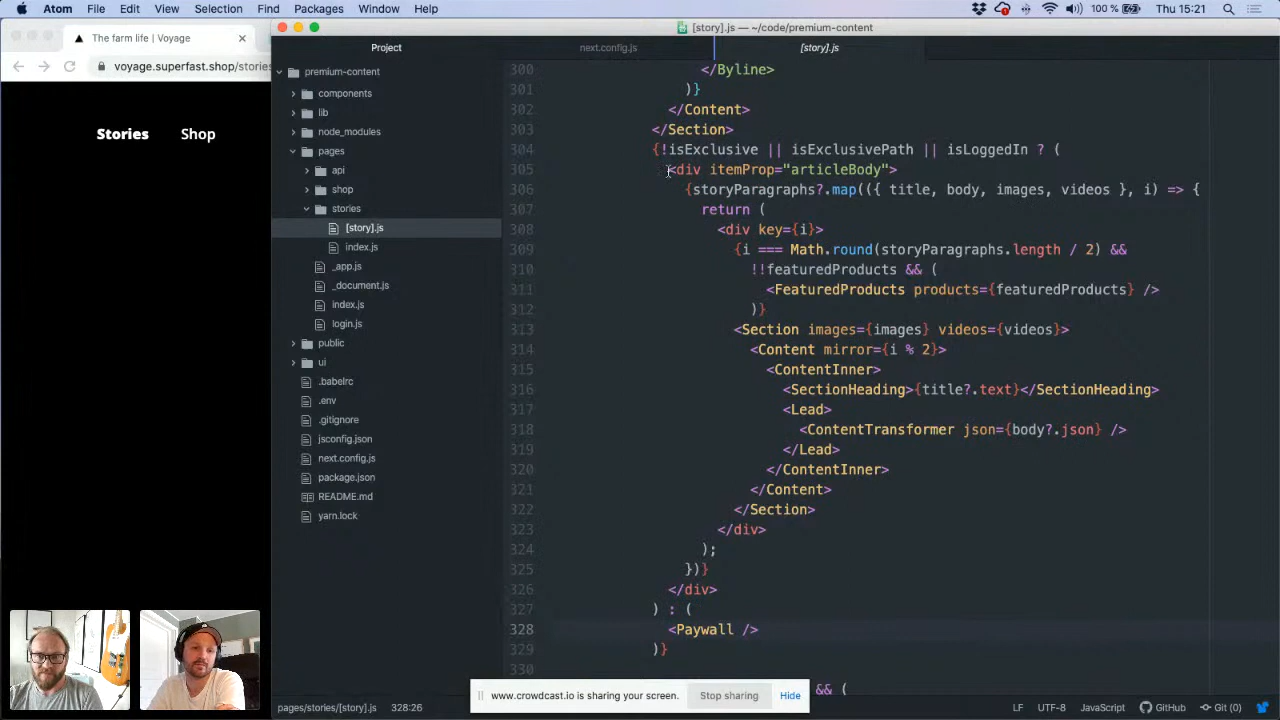 Atom File Edit View Selection Find Packages Window Help
100 % Thu 15:21
The farm life | Voyage
voyage.superfast.shop/stories
Stories Shop
[story].js — ~/code/premium-content
Project
next.config.js
[story].js
premium-content
components
lib
node_modules
pages
api
shop
stories
[story].js
index.js
_app.js
_document.js
index.js
login.js
public
ui
.babelrc
.env
.gitignore
jsconfig.json
next.config.js
package.json
README.md
yarn.lock
300 </Byline>
301 )}
302 </Content>
303 </Section>
304 {!isExclusive || isExclusivePath || isLoggedIn ? (
305 <div itemProp="articleBody">
306 {storyParagraphs?.map(({ title, body, images, videos }, i) => {
307 return (
308 <div key={i}>
309 {i === Math.round(storyParagraphs.length / 2) &&
310 !!featuredProducts && (
311 <FeaturedProducts products={featuredProducts} />
312 )}
313 <Section images={images} videos={videos}>
314 <Content mirror={i % 2}>
315 <ContentInner>
316 <SectionHeading>{title?.text}</SectionHeading>
317 <Lead>
318 <ContentTransformer json={body?.json} />
319 </Lead>
320 </ContentInner>
321 </Content>
322 </Section>
323 </div>
324 );
325 })}
326 </div>
327 ) : (
328 <Paywall />
329 )}
330
&& (
www.crowdcast.io is sharing your screen. Stop sharing Hide
pages/stories/[story].js 328:26 LF UTF-8 JavaScript GitHub Git (0)